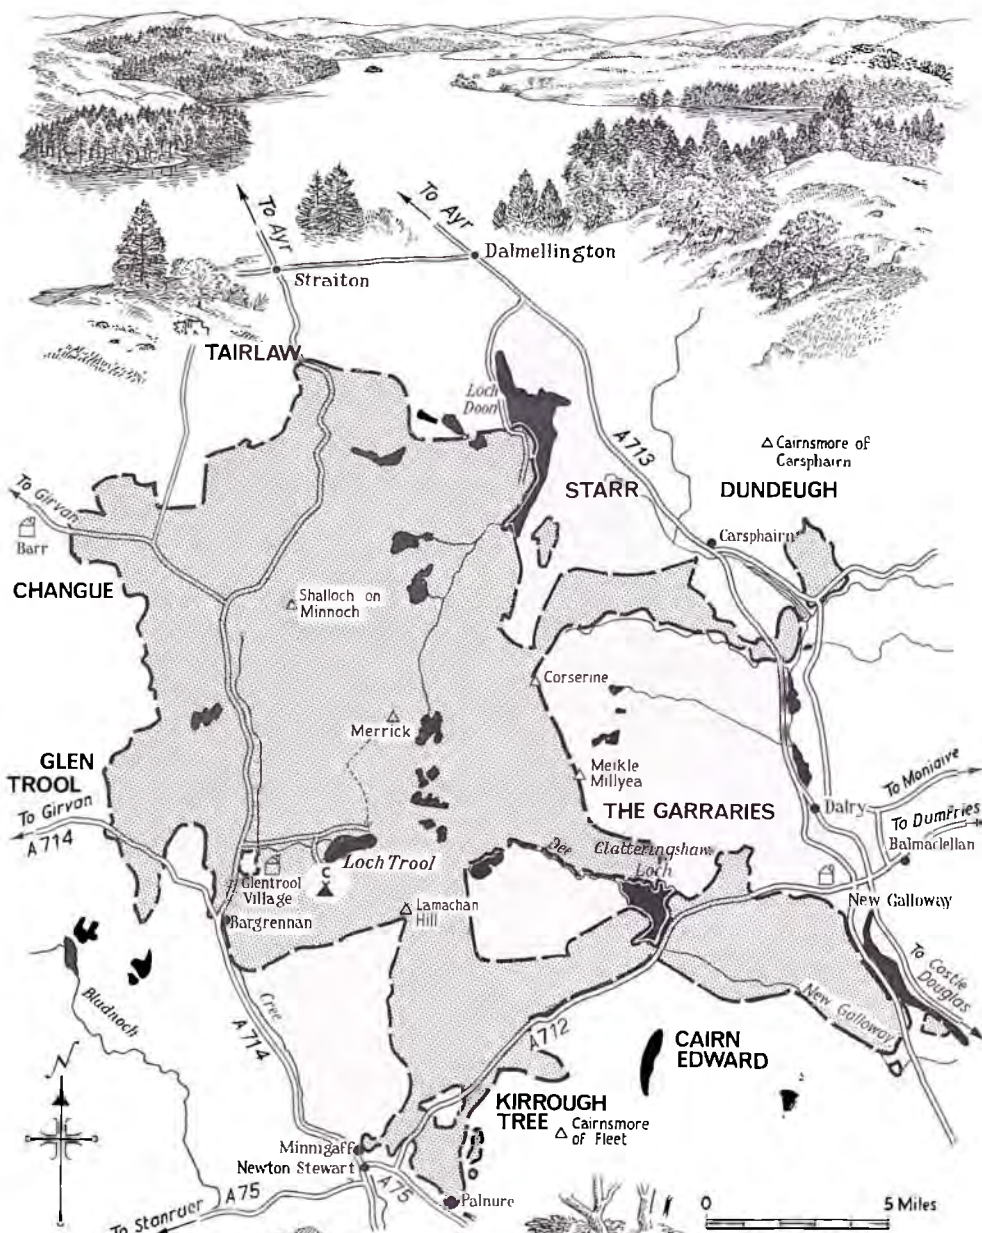 To Ayr
To Ayr
Dalmellington
Straiton
TAIRLAW
Loch
Doon
A713
Cairnsmore of
Carsphairn
STARR
DUNDEUGH
To Girvan
Barr
Carsphairn
CHANGUE
Shalloch on
Minnoch
Corserine
Merrick
GLEN
TROOL
Meikle
Millyea
To Moniaive
THE GARRARIES
Dalry
To Girvan
A714
To Dumfries
Balmaclellan
Loch Trool
Dee
Clatteringshaw
Loch
C
Glentrool
Village
New Galloway
Bargrennan
Lamachan
Hill
To Castle
Douglas
Bladnoch
Cree
A714
New Galloway
A712
CAIRN
EDWARD
N
KIRROUGH
TREE
Cairnsmore
of Fleet
Minnigaff
Newton Stewart
A75
A75
Palnure
To Stanraer
0
5 Miles